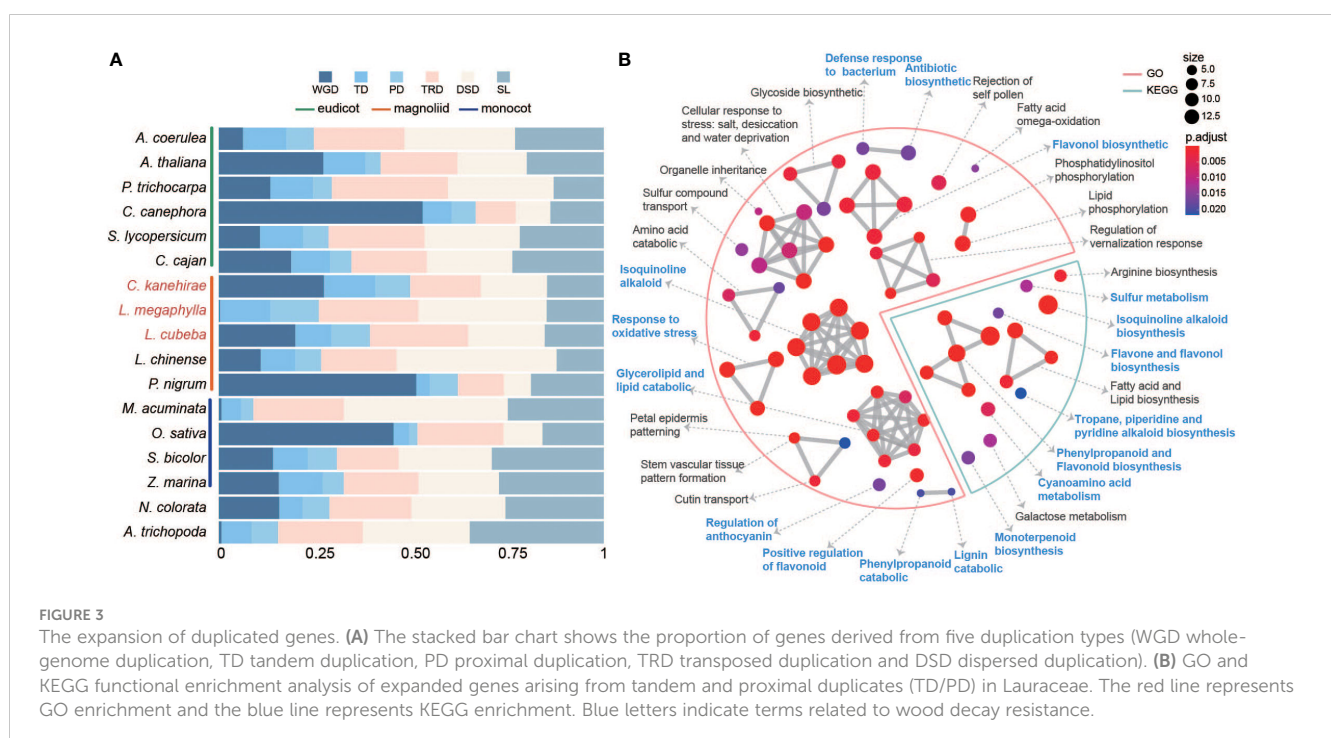 A
WGD TD PD TRD DSD SL
eudicot magnoliid monocot
A. coerulea
A. thaliana
P. trichocarpa
C. canephora
S. lycopersicum
C. cajan
C. kanehirae
L. megaphylla
L. cubeba
L. chinense
P. nigrum
M. acuminata
O. sativa
S. bicolor
Z. marina
N. colorata
A. trichopoda
0 0.25 0.50 0.75 1
B
Defense response
to bacterium
Antibiotic
biosynthetic
Glycoside biosynthetic
Rejection of
self pollen
Cellular response to
stress: salt, desiccation
and water deprivation
Fatty acid
omega-oxidation
Flavonol biosynthetic
Organelle inheritance
Phosphatidylinositol
phosphorylation
Sulfur compound
transport
Lipid
phosphorylation
Amino acid
catabolic
Regulation of
vernalization response
Isoquinoline
alkaloid
Arginine biosynthesis
Sulfur metabolism
Response to
oxidative stress
Isoquinoline alkaloid
biosynthesis
Flavone and flavonol
biosynthesis
Glycerolipid and
lipid catabolic
Fatty acid and
Lipid biosynthesis
Petal epidermis
patterning
Tropane, piperidine and
pyridine alkaloid biosynthesis
Stem vascular tissue
pattern formation
Phenylpropanoid and
Flavonoid biosynthesis
Cutin transport
Cyanoamino acid
metabolism
Galactose metabolism
Regulation of
anthocyanin
Monoterpenoid
biosynthesis
Positive regulation
of flavonoid
Phenylpropanoid
catabolic
Lignin
catabolic
GO
KEGG
size
5.0
7.5
10.0
12.5
p.adjust
0.005
0.010
0.015
0.020
FIGURE 3
The expansion of duplicated genes. (A) The stacked bar chart shows the proportion of genes derived from five duplication types (WGD whole-
genome duplication, TD tandem duplication, PD proximal duplication, TRD transposed duplication and DSD dispersed duplication). (B) GO and
KEGG functional enrichment analysis of expanded genes arising from tandem and proximal duplicates (TD/PD) in Lauraceae. The red line represents
GO enrichment and the blue line represents KEGG enrichment. Blue letters indicate terms related to wood decay resistance.